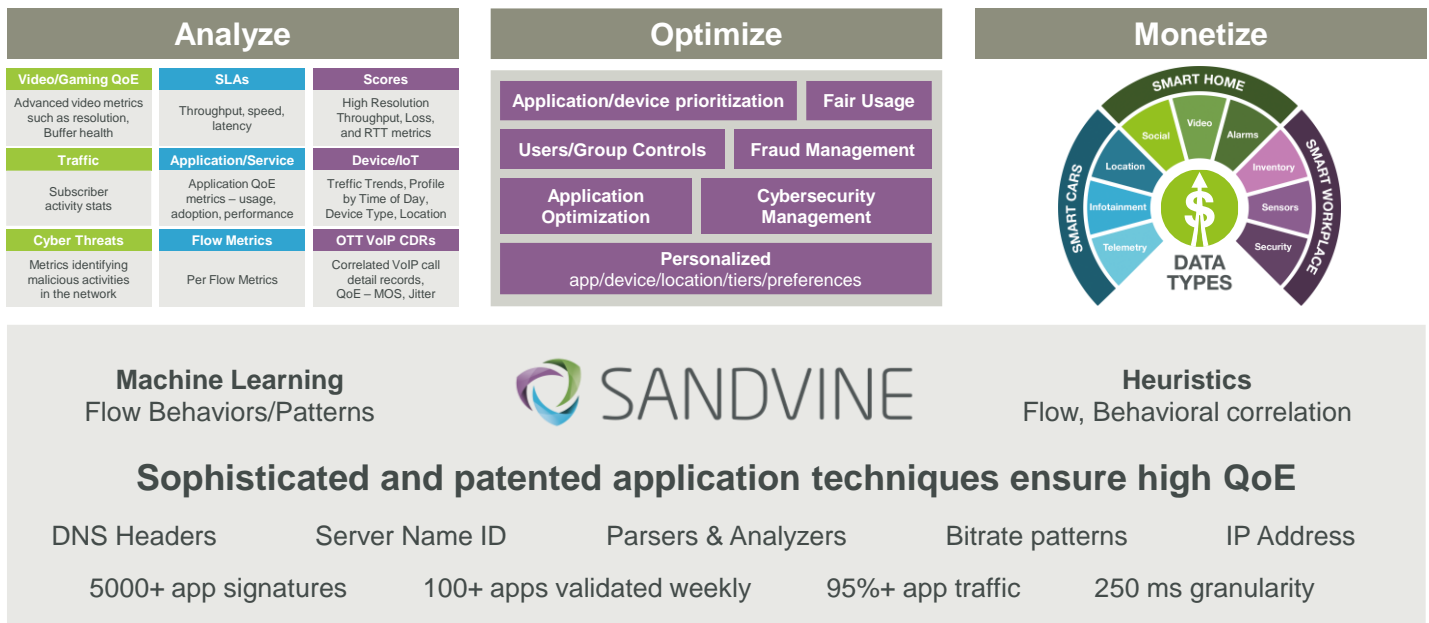 Analyze
Optimize
Monetize
Video/Gaming QoE
Advanced video metrics
such as resolution,
Buffer health
SLAs
Throughput, speed,
latency
Scores
High Resolution
Throughput, Loss,
and RTT metrics
Traffic
Subscriber
activity stats
Application/Service
Application QoE
metrics – usage,
adoption, performance
Device/IoT
Treffic Trends, Profile
by Time of Day,
Device Type, Location
Cyber Threats
Metrics identifying
malicious activities
in the network
Flow Metrics
Per Flow Metrics
OTT VoIP CDRs
Correlated VoIP call
detail records,
QoE – MOS, Jitter
Application/device prioritization
Fair Usage
Users/Group Controls
Fraud Management
Application
Optimization
Cybersecurity
Management
Personalized
app/device/location/tiers/preferences
SMART CARS
SMART HOME
SMART WORKPLACE
Telemetry
Infotainment
Location
Social
Video
Alarms
Inventory
Sensors
Security
$
DATA
TYPES
Machine Learning
Flow Behaviors/Patterns
SANDVINE
Heuristics
Flow, Behavioral correlation
Sophisticated and patented application techniques ensure high QoE
DNS Headers
Server Name ID
Parsers & Analyzers
Bitrate patterns
IP Address
5000+ app signatures
100+ apps validated weekly
95%+ app traffic
250 ms granularity